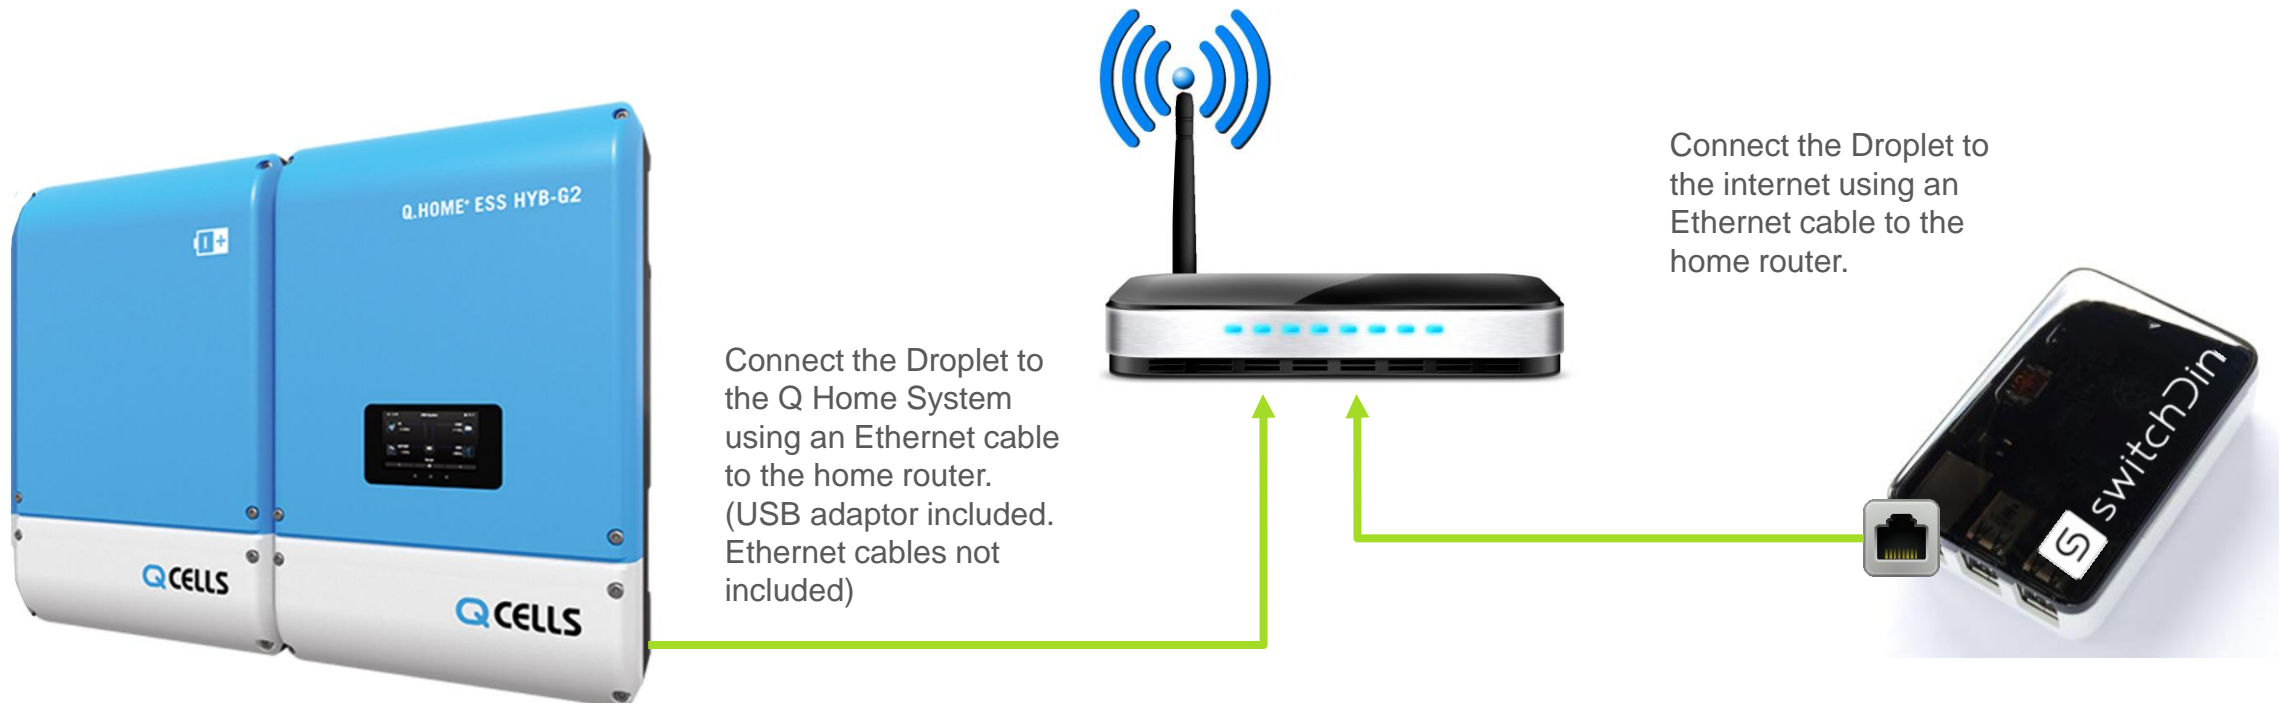 Q.HOME+ ESS HYB-G2
Q CELLS
Q CELLS
Connect the Droplet to
the Q Home System
using an Ethernet cable
to the home router.
(USB adaptor included.
Ethernet cables not
included)
Connect the Droplet to
the internet using an
Ethernet cable to the
home router.
switchDin